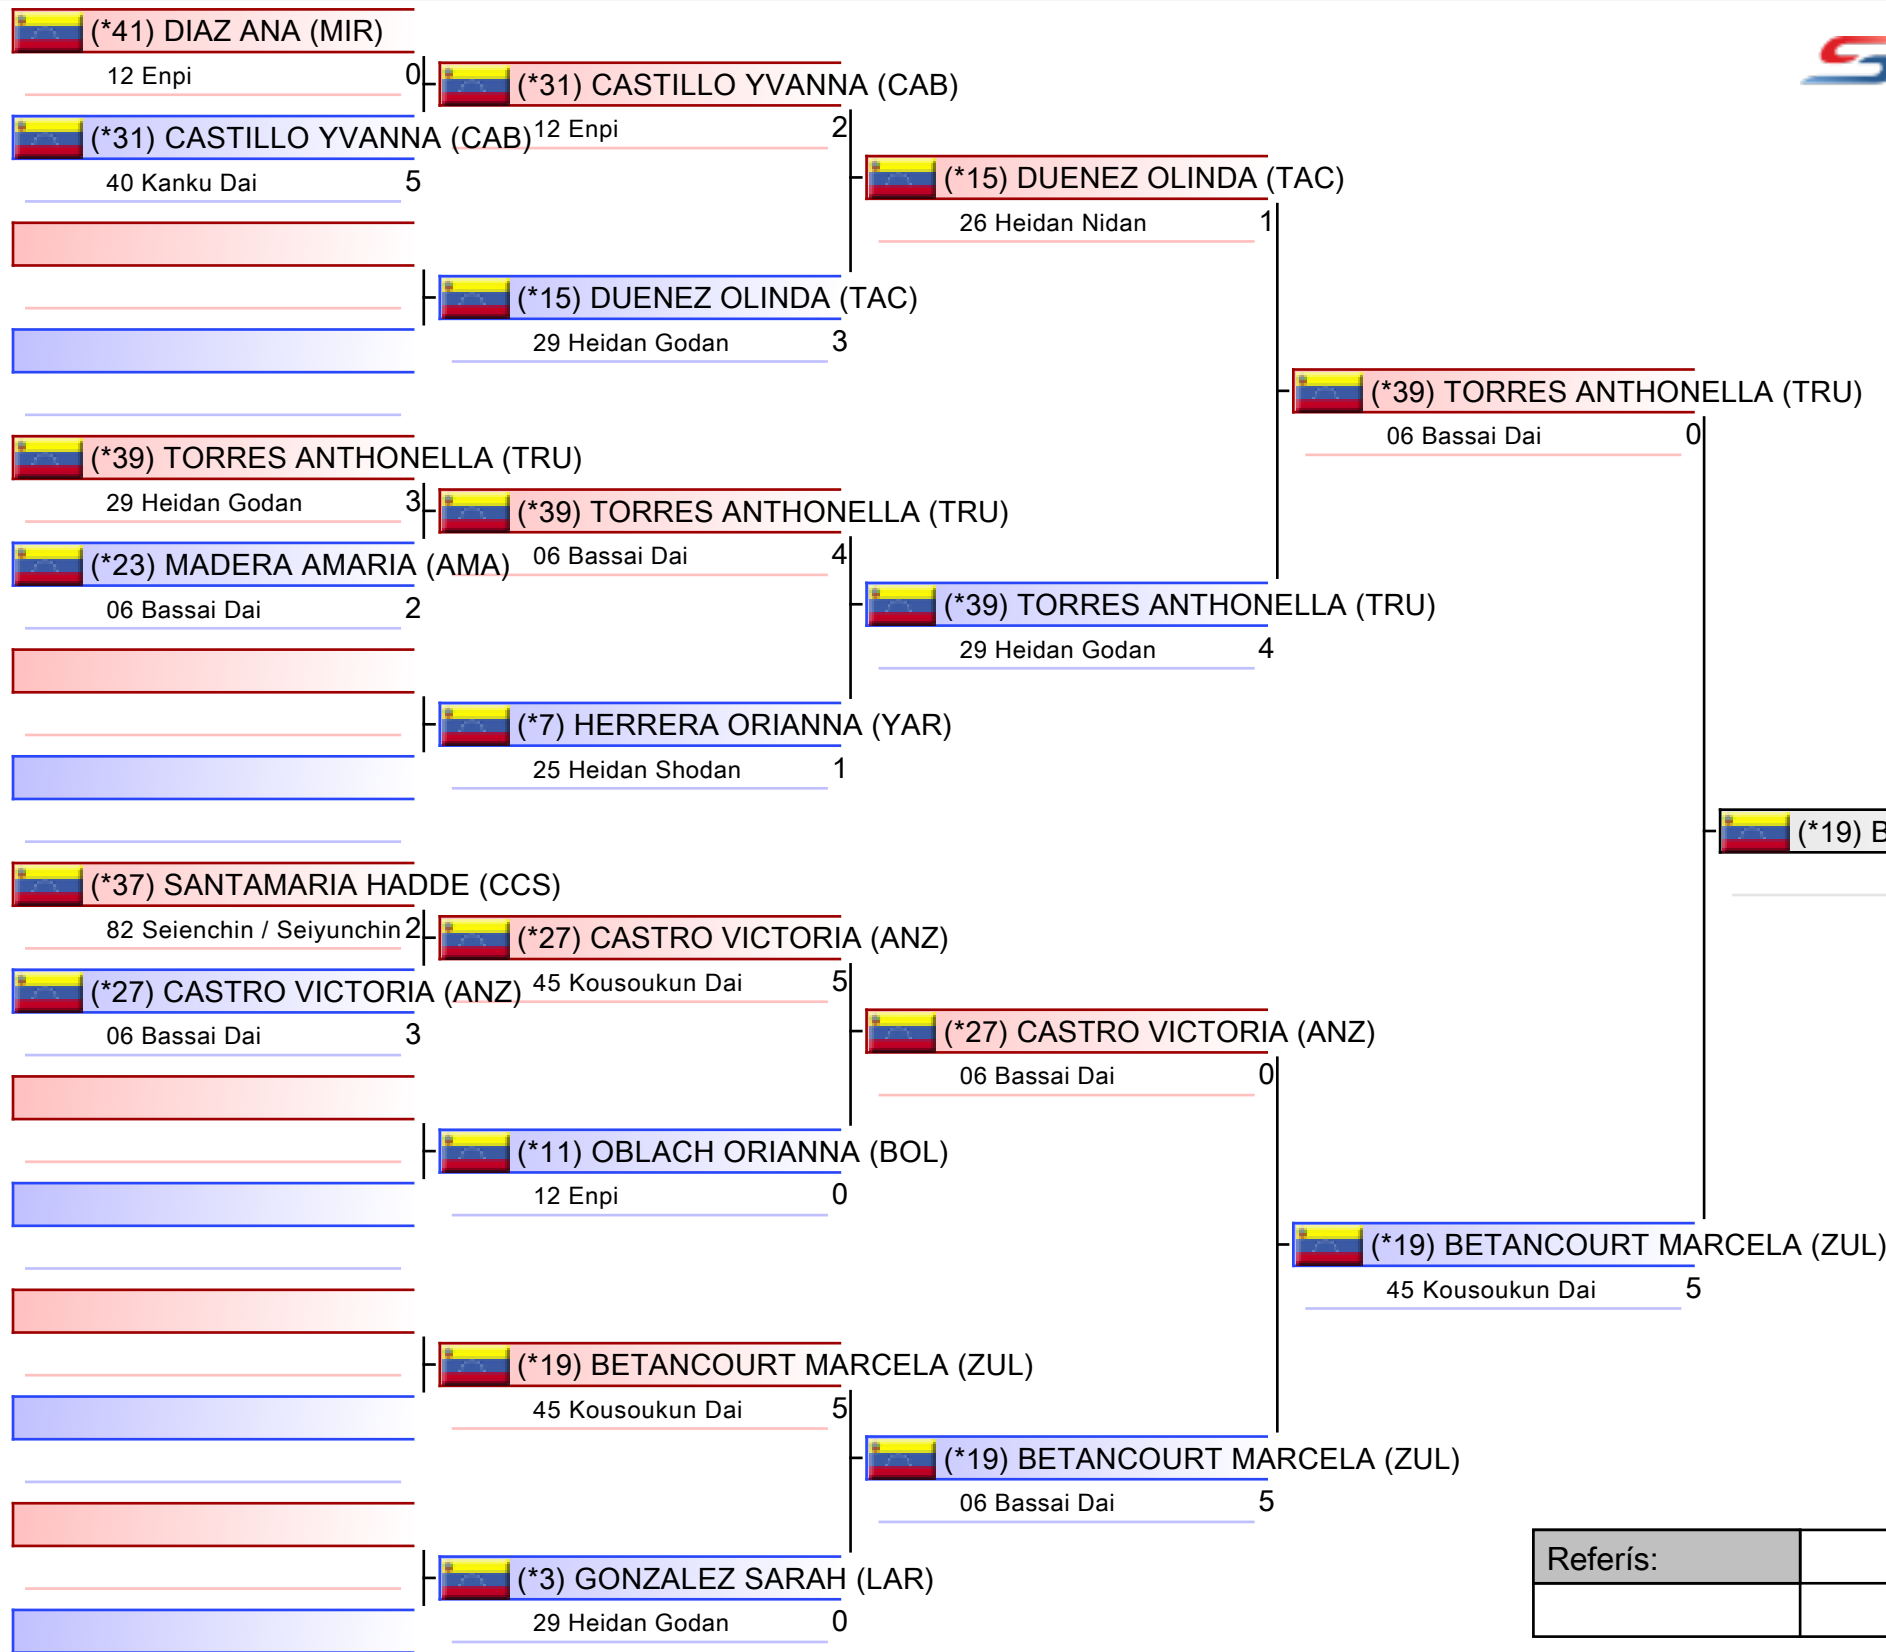 (*41) DIAZ ANA (MIR)
12 Enpi 0
(*31) CASTILLO YVANNA (CAB)
40 Kanku Dai 5
(*39) TORRES ANTHONELLA (TRU)
29 Heidan Godan 3
(*23) MADERA AMARIA (AMA)
06 Bassai Dai 2
(*37) SANTAMARIA HADDE (CCS)
82 Seienchin / Seiyunchin 2
(*27) CASTRO VICTORIA (ANZ)
06 Bassai Dai 3
(*31) CASTILLO YVANNA (CAB)
12 Enpi 2
(*15) DUENEZ OLINDA (TAC)
29 Heidan Godan 3
(*39) TORRES ANTHONELLA (TRU)
06 Bassai Dai 4
(*7) HERRERA ORIANNA (YAR)
25 Heidan Shodan 1
(*27) CASTRO VICTORIA (ANZ)
45 Kousoukun Dai 5
(*11) OBLACH ORIANNA (BOL)
12 Enpi 0
(*19) BETANCOURT MARCELA (ZUL)
45 Kousoukun Dai 5
(*3) GONZALEZ SARAH (LAR)
29 Heidan Godan 0
(*15) DUENEZ OLINDA (TAC)
26 Heidan Nidan 1
(*39) TORRES ANTHONELLA (TRU)
29 Heidan Godan 4
(*27) CASTRO VICTORIA (ANZ)
06 Bassai Dai 0
(*19) BETANCOURT MARCELA (ZUL)
06 Bassai Dai 5
(*39) TORRES ANTHONELLA (TRU)
06 Bassai Dai 0
(*19) BETANCOURT MARCELA (ZUL)
45 Kousoukun Dai 5
(*19) B
Referís: